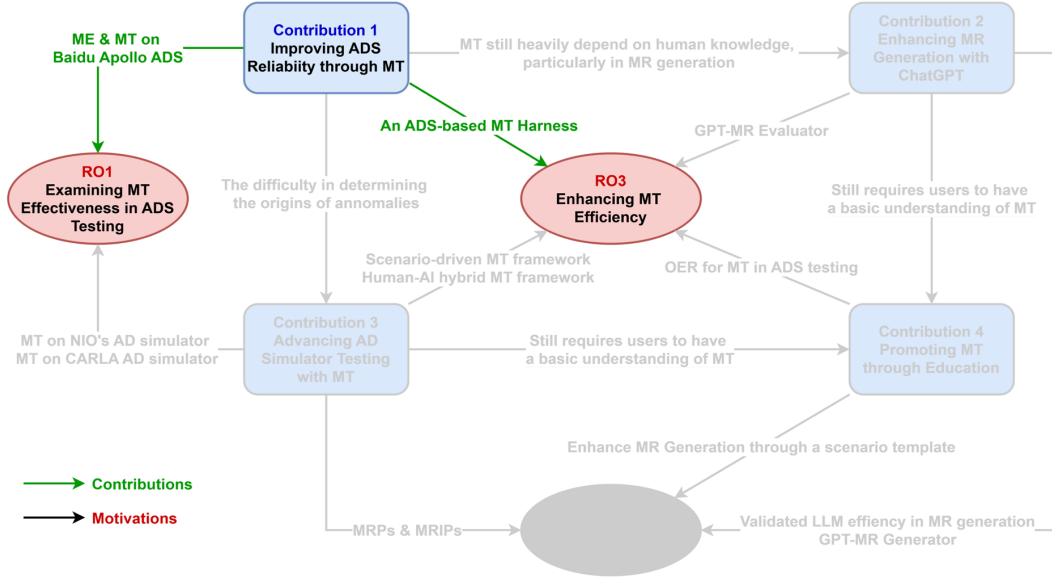 ME & MT on
Baidu Apollo ADS
Contribution 1
Improving ADS
Reliabiity through MT
MT still heavily depend on human knowledge,
particularly in MR generation
Contribution 2
Enhancing MR
Generation with
ChatGPT
An ADS-based MT Harness
GPT-MR Evaluator
RO1
Examining MT
Effectiveness in ADS
Testing
The difficulty in determining
the origins of annomalies
RO3
Enhancing MT
Efficiency
Still requires users to have
a basic understanding of MT
Scenario-driven MT framework
Human-AI hybrid MT framework
OER for MT in ADS testing
MT on NIO's AD simulator
MT on CARLA AD simulator
Contribution 3
Advancing AD
Simulator Testing
with MT
Still requires users to have
a basic understanding of MT
Contribution 4
Promoting MT
through Education
Enhance MR Generation through a scenario template
Contributions
Motivations
MRPs & MRIPs
Validated LLM effiency in MR generation
GPT-MR Generator